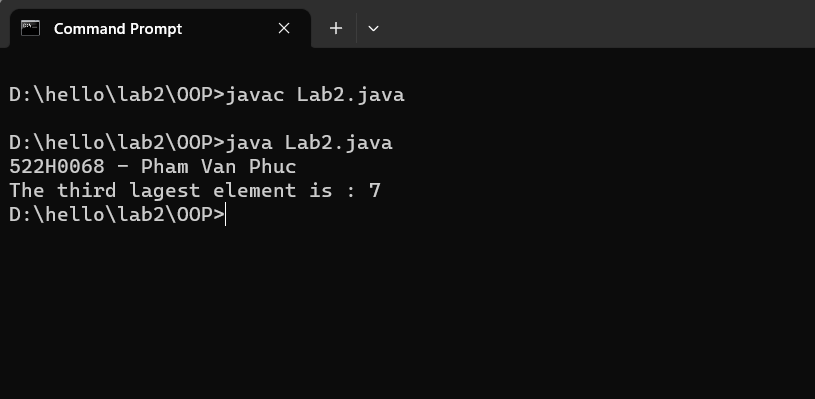 Command Prompt
D:\hello\lab2\OOP>javac Lab2.java
D:\hello\lab2\OOP>java Lab2.java
522H0068 - Pham Van Phuc
The third lagest element is : 7
D:\hello\lab2\OOP>